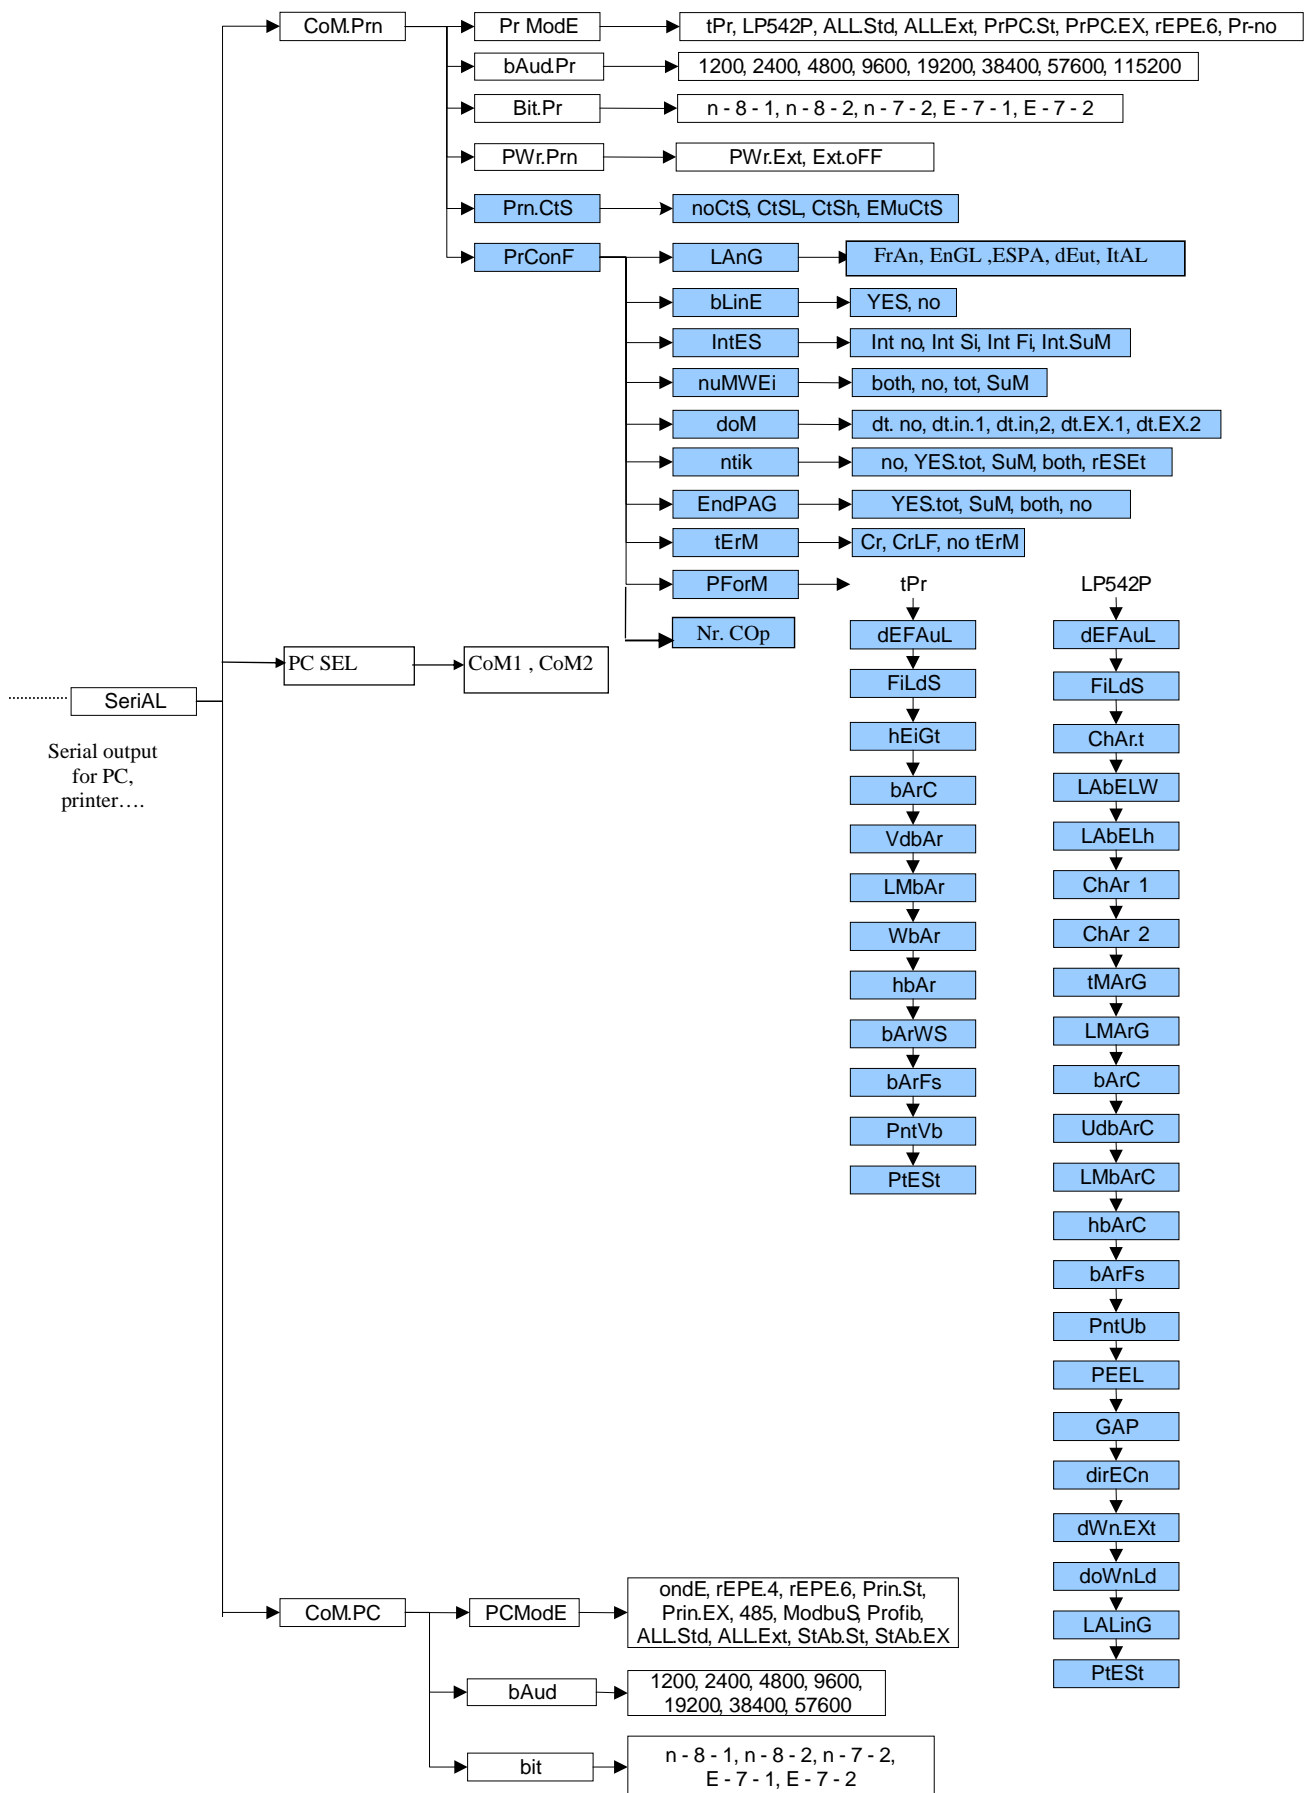 CoM.Prn
Pr ModE
tPr, LP542P, ALL.Std, ALL.Ext, PrPC.St, PrPC.EX, rEPE.6, Pr-no
bAud.Pr
1200, 2400, 4800, 9600, 19200, 38400, 57600, 115200
Bit.Pr
n - 8 - 1, n - 8 - 2, n - 7 - 2, E - 7 - 1, E - 7 - 2
PWr.Prn
PWr.Ext, Ext.oFF
Prn.CtS
noCtS, CtSL, CtSh, EMuCtS
PrConF
LAnG
FrAn, EnGL ,ESPA, dEut, ItAL
bLinE
YES, no
IntES
Int no, Int Si, Int Fi, Int.SuM
nuMWEi
both, no, tot, SuM
doM
dt. no, dt.in.1, dt.in,2, dt.EX.1, dt.EX.2
ntik
no, YES.tot, SuM, both, rESEt
EndPAG
YES.tot, SuM, both, no
tErM
Cr, CrLF, no tErM
PForM
Nr. COp
tPr
dEFAuL
FiLdS
hEiGt
bArC
VdbAr
LMbAr
WbAr
hbAr
bArWS
bArFs
PntVb
PtESt
LP542P
dEFAuL
FiLdS
ChAr.t
LAbELW
LAbELh
ChAr 1
ChAr 2
tMArG
LMArG
bArC
UdbArC
LMbArC
hbArC
bArFs
PntUb
PEEL
GAP
dirECn
dWn.EXt
doWnLd
LALinG
PtESt
PC SEL
CoM1 , CoM2
SeriAL
Serial output
for PC,
printer….
CoM.PC
PCModE
ondE, rEPE.4, rEPE.6, Prin.St,
Prin.EX, 485, ModbuS, Profib,
ALL.Std, ALL.Ext, StAb.St, StAb.EX
bAud
1200, 2400, 4800, 9600,
19200, 38400, 57600
bit
n - 8 - 1, n - 8 - 2, n - 7 - 2,
E - 7 - 1, E - 7 - 2